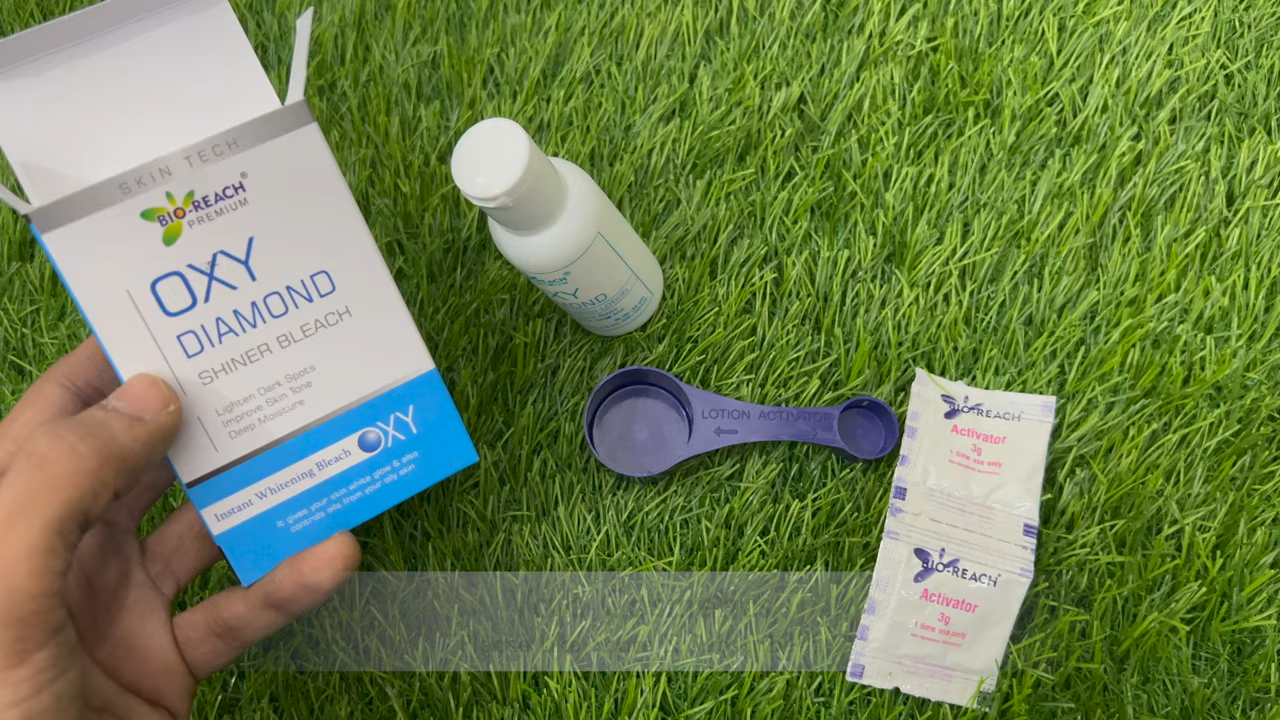 SKIN TECH
BIO-REACH®
PREMIUM
OXY
DIAMOND
SHINER BLEACH
Lighten Dark Spots
Improve Skin Tone
Deep Moisture
Instant Whitening Bleach OXY
It gives your skin white glow & also
controls oils from your oily skin
OXY
DIAMOND
LOTION ACTIVATOR
BIO-REACH
Activator
3g
1 time use only
BIO-REACH
Activator
3g
1 time use only